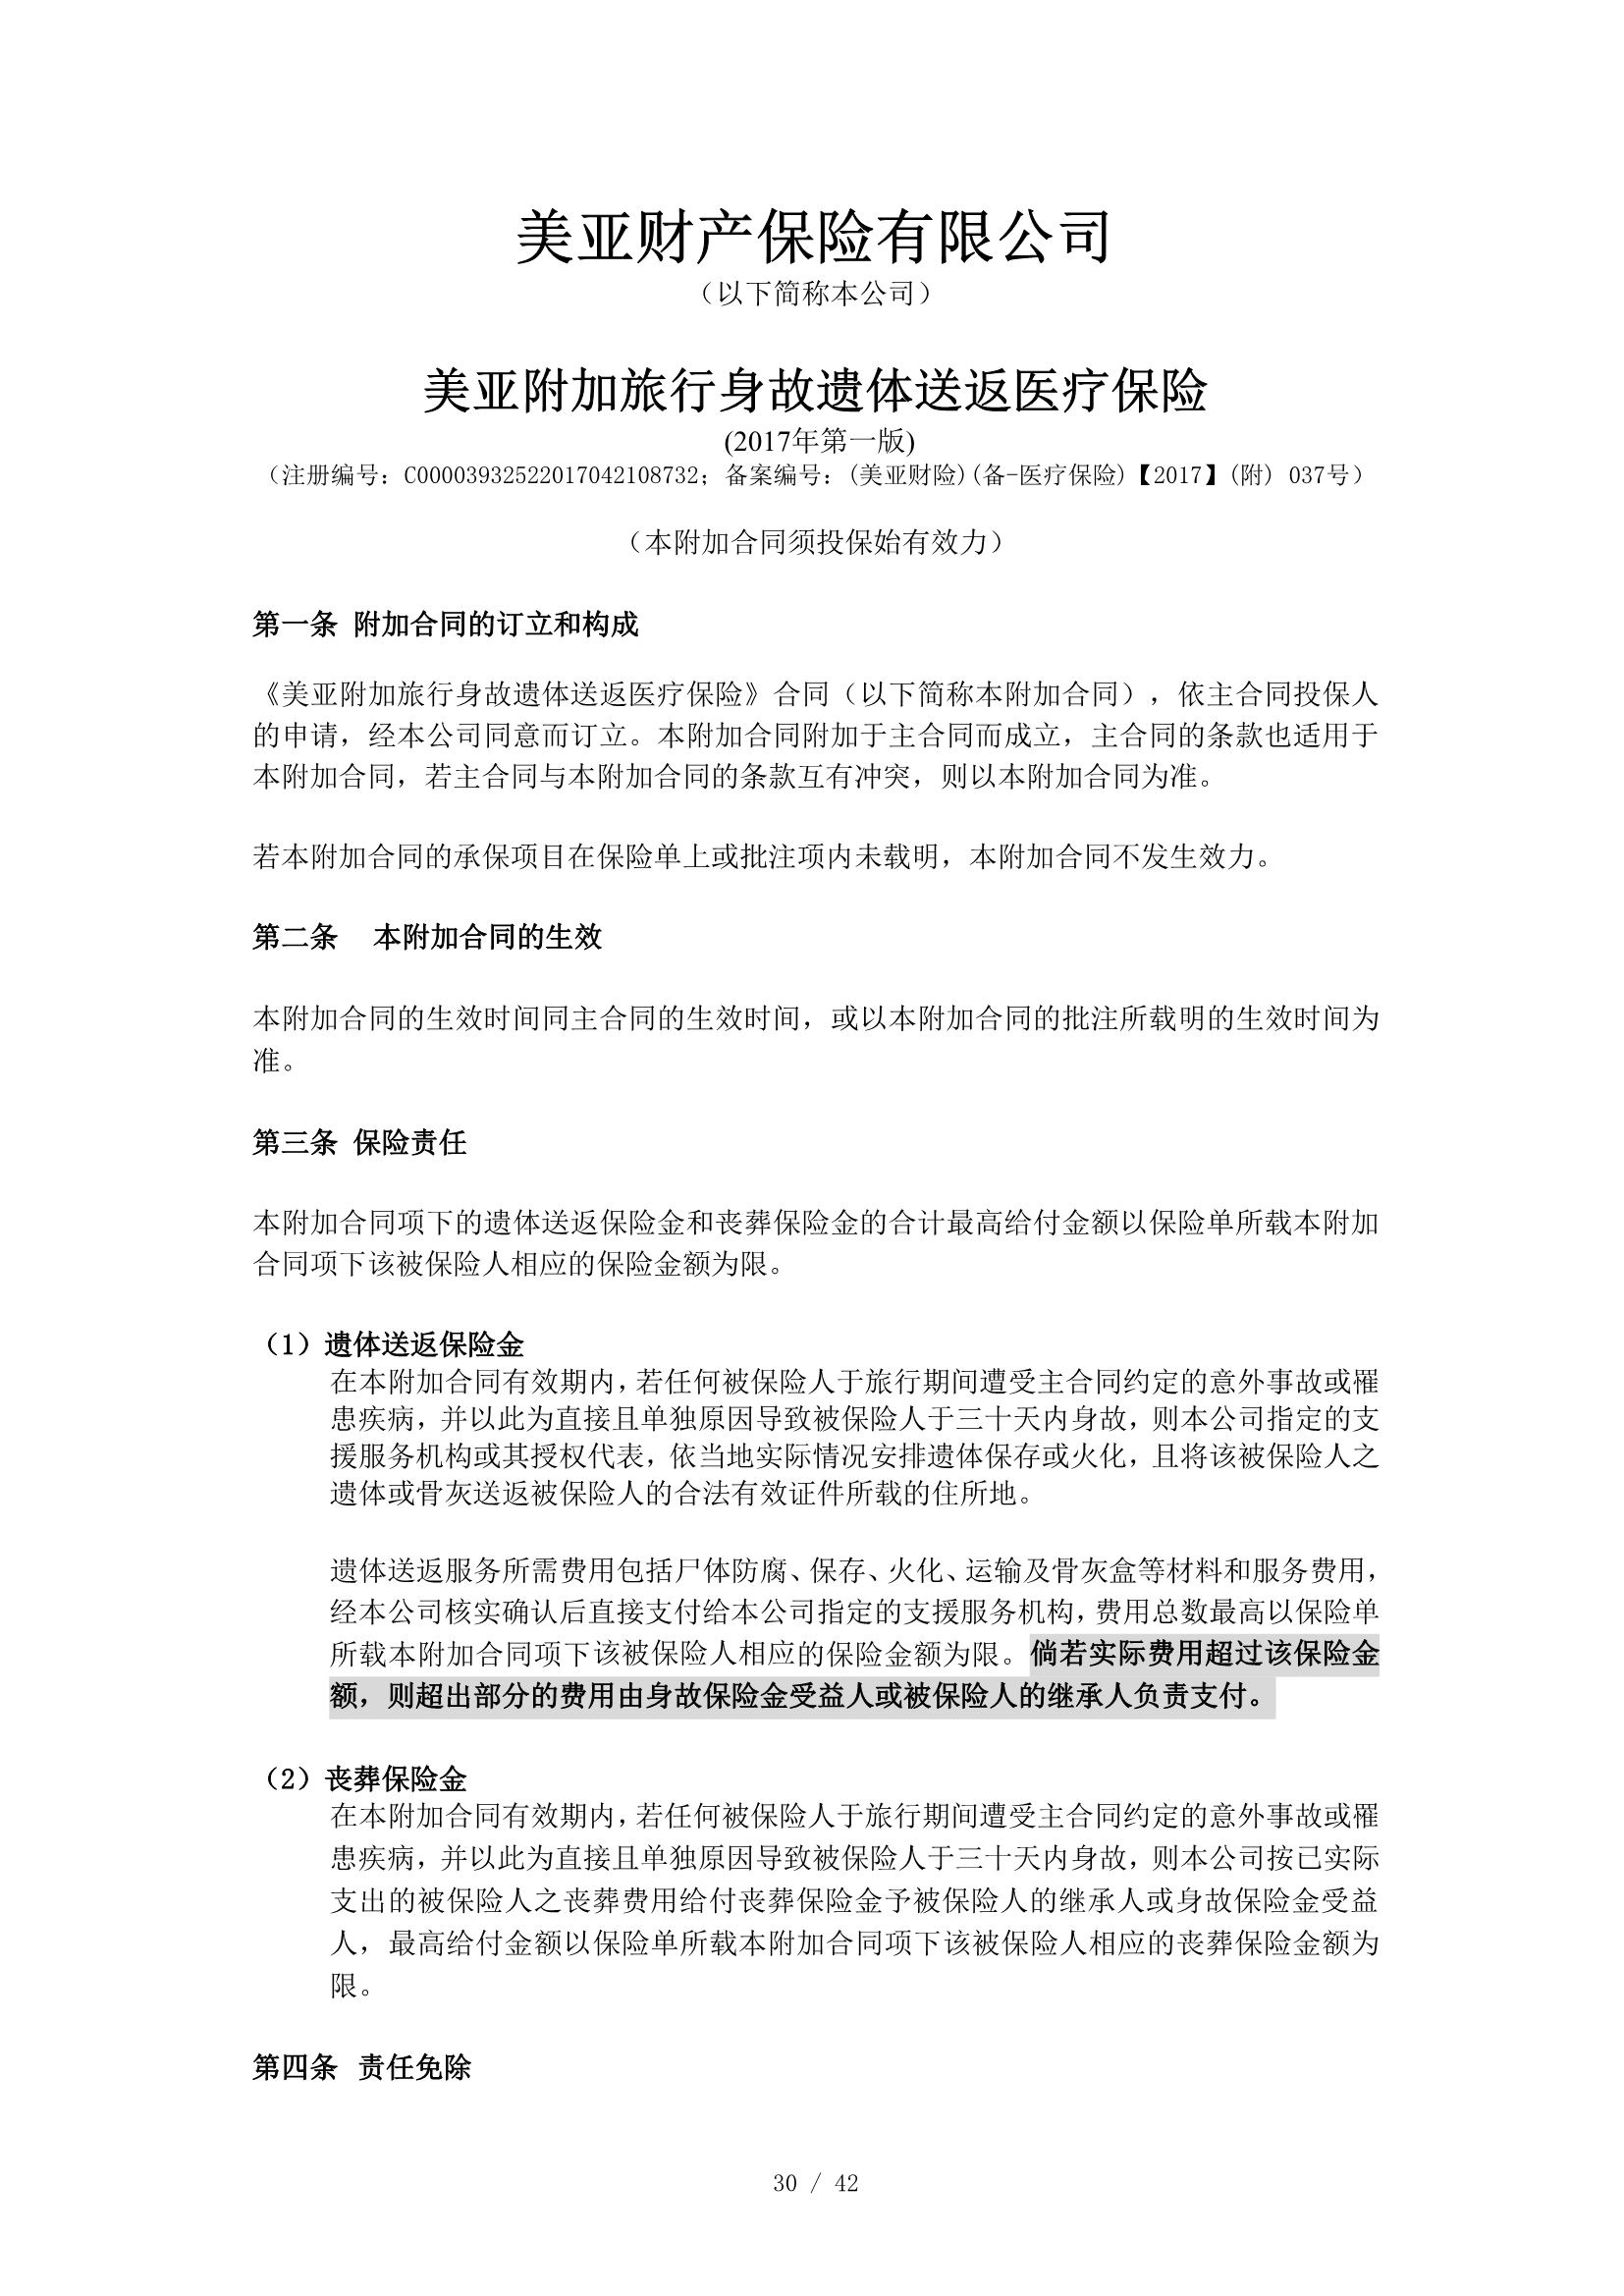 美亚财产保险有限公司
（以下简称本公司）
美亚附加旅行身故遗体送返医疗保险
(2017年第一版)
（注册编号：C00003932522017042108732；备案编号：(美亚财险)(备-医疗保险)【2017】(附) 037号）
（本附加合同须投保始有效力）
第一条 附加合同的订立和构成
《美亚附加旅行身故遗体送返医疗保险》合同（以下简称本附加合同），依主合同投保人
的申请，经本公司同意而订立。本附加合同附加于主合同而成立，主合同的条款也适用于
本附加合同，若主合同与本附加合同的条款互有冲突，则以本附加合同为准。
若本附加合同的承保项目在保险单上或批注项内未载明，本附加合同不发生效力。
第二条 本附加合同的生效
本附加合同的生效时间同主合同的生效时间，或以本附加合同的批注所载明的生效时间为
准。
第三条 保险责任
本附加合同项下的遗体送返保险金和丧葬保险金的合计最高给付金额以保险单所载本附加
合同项下该被保险人相应的保险金额为限。
（1）遗体送返保险金
在本附加合同有效期内，若任何被保险人于旅行期间遭受主合同约定的意外事故或罹
患疾病，并以此为直接且单独原因导致被保险人于三十天内身故，则本公司指定的支
援服务机构或其授权代表，依当地实际情况安排遗体保存或火化，且将该被保险人之
遗体或骨灰送返被保险人的合法有效证件所载的住所地。
遗体送返服务所需费用包括尸体防腐、保存、火化、运输及骨灰盒等材料和服务费用，
经本公司核实确认后直接支付给本公司指定的支援服务机构，费用总数最高以保险单
所载本附加合同项下该被保险人相应的保险金额为限。倘若实际费用超过该保险金
额，则超出部分的费用由身故保险金受益人或被保险人的继承人负责支付。
（2）丧葬保险金
在本附加合同有效期内，若任何被保险人于旅行期间遭受主合同约定的意外事故或罹
患疾病，并以此为直接且单独原因导致被保险人于三十天内身故，则本公司按已实际
支出的被保险人之丧葬费用给付丧葬保险金予被保险人的继承人或身故保险金受益
人，最高给付金额以保险单所载本附加合同项下该被保险人相应的丧葬保险金额为
限。
第四条 责任免除
30 / 42